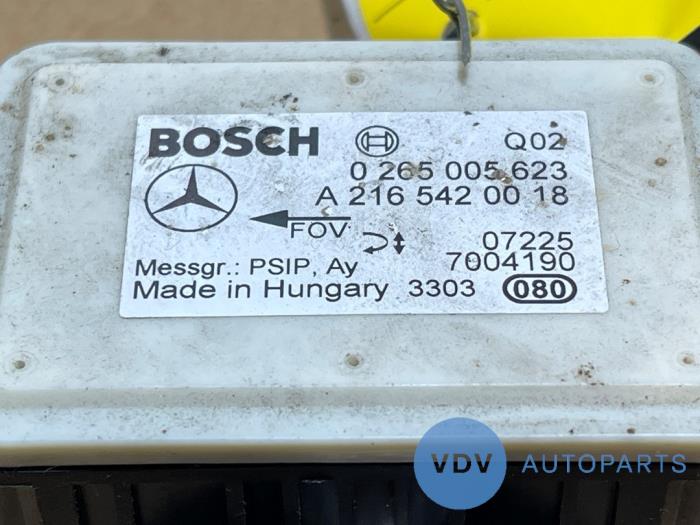 BOSCH Q02
0 265 005 623
A 216 542 00 18
FOV
07225
Messgr.: PSIP, Ay 7004190
Made in Hungary 3303 080
VDV AUTOPARTS